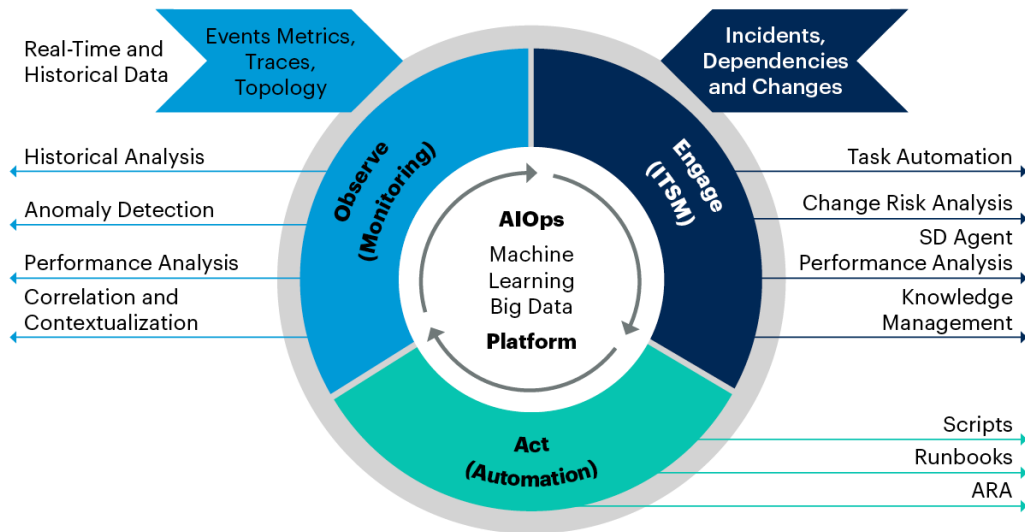 Real-Time and
Historical Data
Events Metrics,
Traces,
Topology
Incidents,
Dependencies
and Changes
Historical Analysis
Anomaly Detection
Performance Analysis
Correlation and
Contextualization
Observe
(Monitoring)
AIOps
Machine
Learning
Big Data
Platform
Engage
(ITSM)
Task Automation
Change Risk Analysis
SD Agent
Performance Analysis
Knowledge
Management
Act
(Automation)
Scripts
Runbooks
ARA